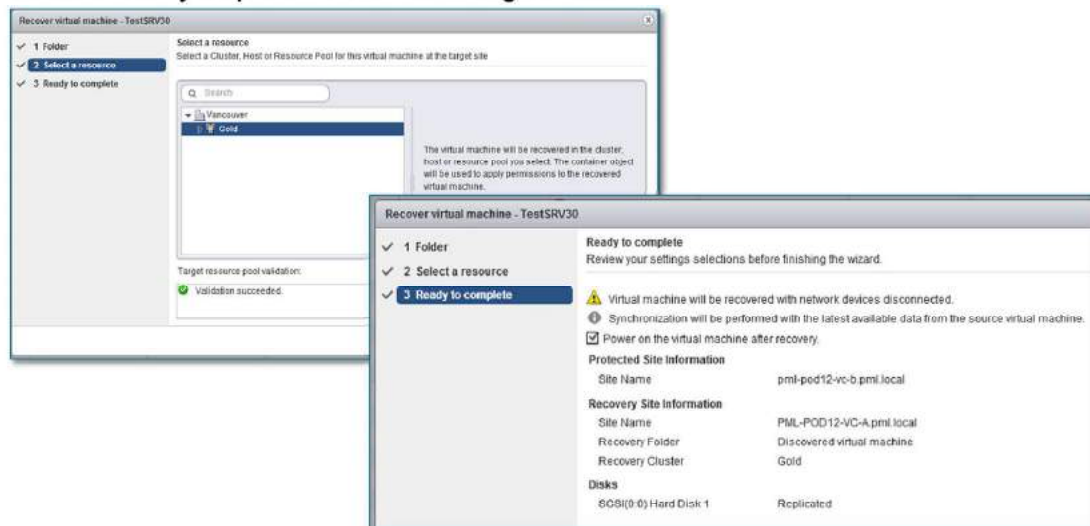 Recover virtual machine - TestSRV30
1 Folder
2 Select a resource
3 Ready to complete
Select a resource
Select a Cluster, Host or Resource Pool for this virtual machine at the target site
Search
Vancouver
Gold
The virtual machine will be recovered in the cluster,
host or resource pool you select. The container object
will be used to apply permissions to the recovered
virtual machine.
Target resource pool validation:
Validation succeeded.
Recover virtual machine - TestSRV30
1 Folder
2 Select a resource
3 Ready to complete
Ready to complete
Review your settings selections before finishing the wizard.
Virtual machine will be recovered with network devices disconnected.
Synchronization will be performed with the latest available data from the source virtual machine.
Power on the virtual machine after recovery.
Protected Site Information
Site Name pml-pod12-vc-b.pml.local
Recovery Site Information
Site Name PML-POD12-VC-A.pml.local
Recovery Folder Discovered virtual machine
Recovery Cluster Gold
Disks
SCSI(0:0) Hard Disk 1 Replicated